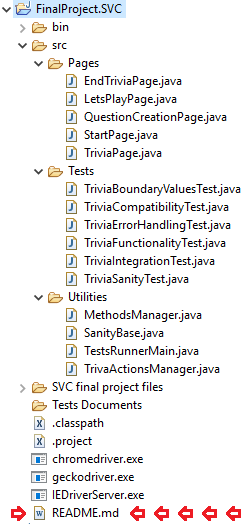 FinalProject.SVC
bin
src
Pages
EndTriviaPage.java
LetsPlayPage.java
QuestionCreationPage.java
StartPage.java
TriviaPage.java
Tests
TriviaBoundaryValuesTest.java
TriviaCompatibilityTest.java
TriviaErrorHandlingTest.java
TriviaFunctionalityTest.java
TriviaIntegrationTest.java
TriviaSanityTest.java
Utilities
MethodsManager.java
SanityBase.java
TestsRunnerMain.java
TrivaActionsManager.java
SVC final project files
Tests Documents
.classpath
.project
chromedriver.exe
geckodriver.exe
IEDriverServer.exe
README.md